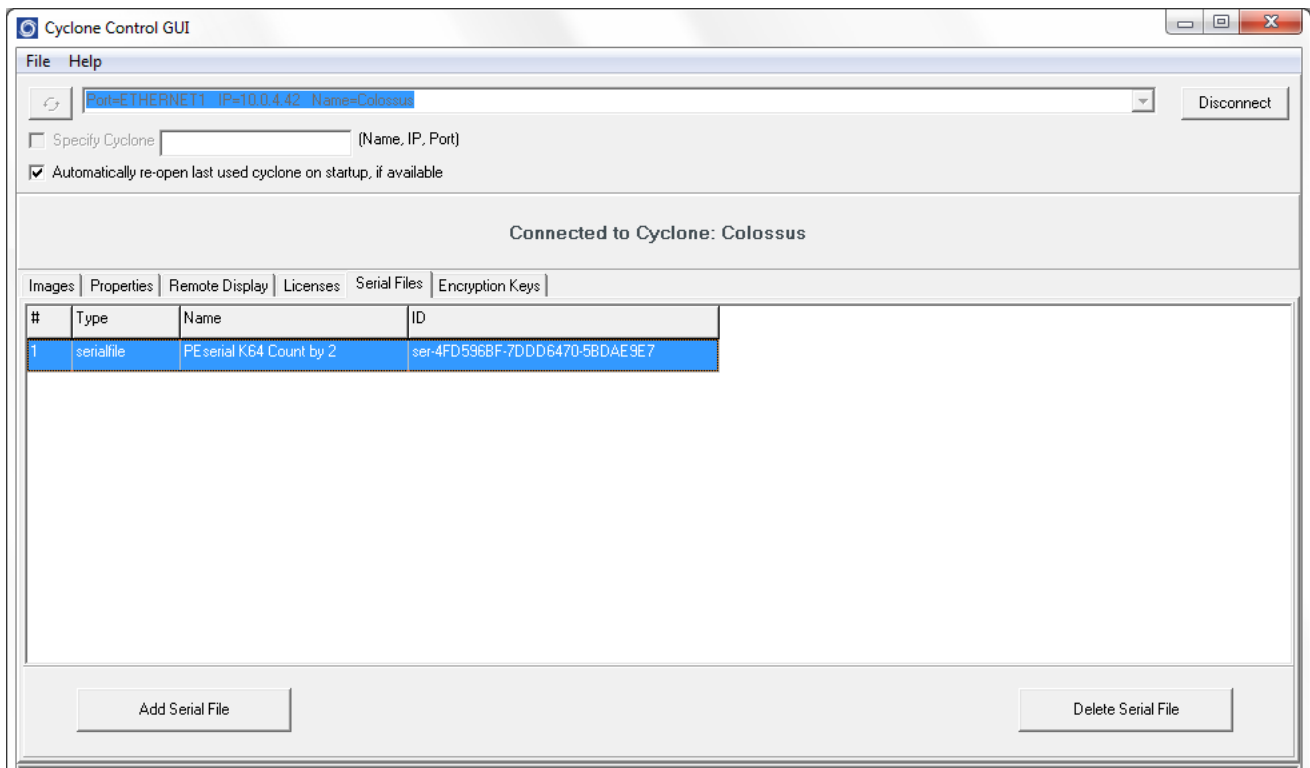 Cyclone Control GUI
File Help
Port=ETHERNET1 IP=10.0.4.42 Name=Colossus
Disconnect
Specify Cyclone (Name, IP, Port)
Automatically re-open last used cyclone on startup, if available
Connected to Cyclone: Colossus
Images Properties Remote Display Licenses Serial Files Encryption Keys
# Type Name ID
1 serialfile PEserial K64 Count by 2 ser-4FD596BF-7DDD6470-5BDAE9E7
Add Serial File Delete Serial File